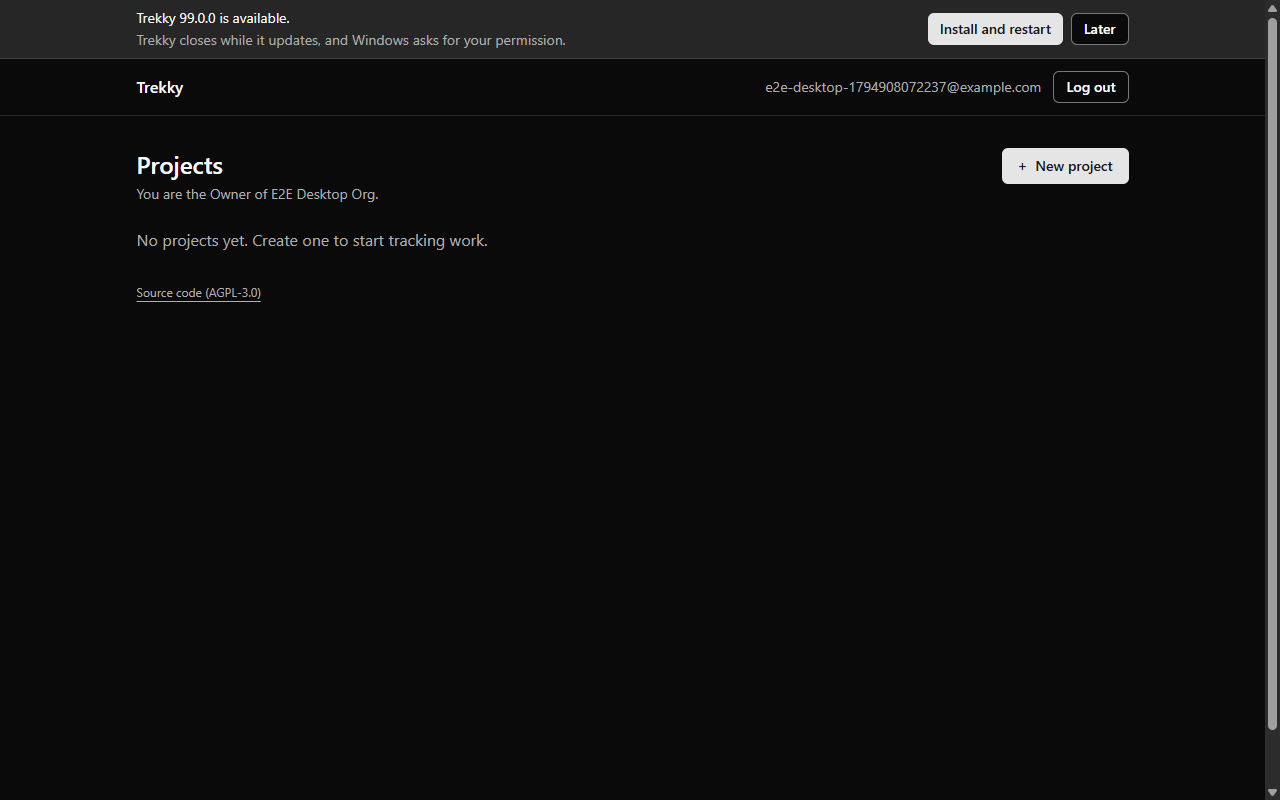 Trekky 99.0.0 is available.
Trekky closes while it updates, and Windows asks for your permission.
Install and restart
Later
Trekky
e2e-desktop-1794908072237@example.com
Log out
Projects
You are the Owner of E2E Desktop Org.
+ New project
No projects yet. Create one to start tracking work.
Source code (AGPL-3.0)